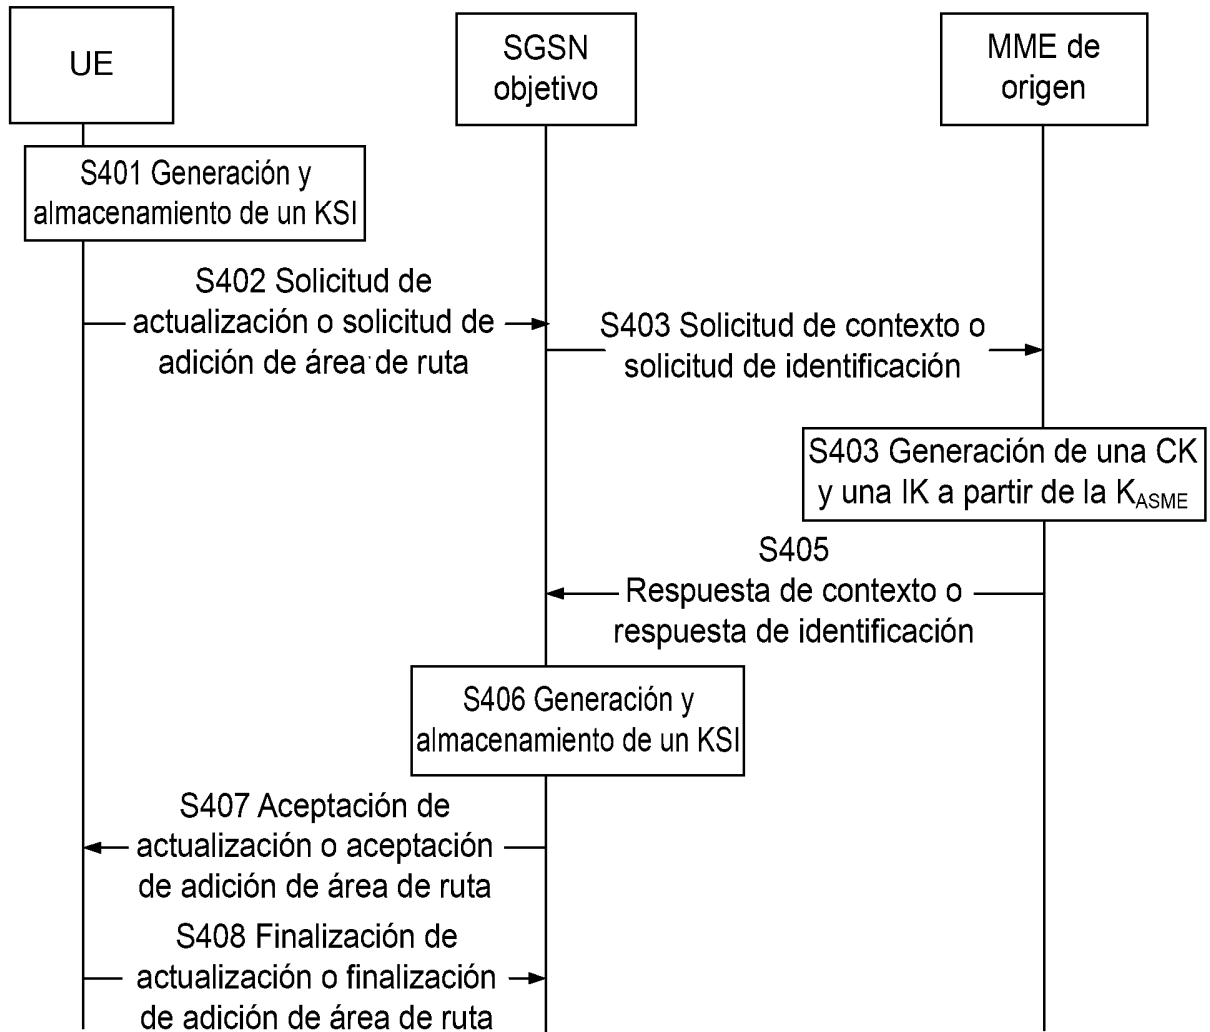 UE
SGSN
objetivo
MME de
origen
S401 Generación y
almacenamiento de un KSI
S402 Solicitud de
actualización o solicitud de
adición de área de ruta
S403 Solicitud de contexto o
solicitud de identificación
S403 Generación de una CK
y una IK a partir de la KASME
S405
Respuesta de contexto o
respuesta de identificación
S406 Generación y
almacenamiento de un KSI
S407 Aceptación de
actualización o aceptación
de adición de área de ruta
S408 Finalización de
actualización o finalización
de adición de área de ruta